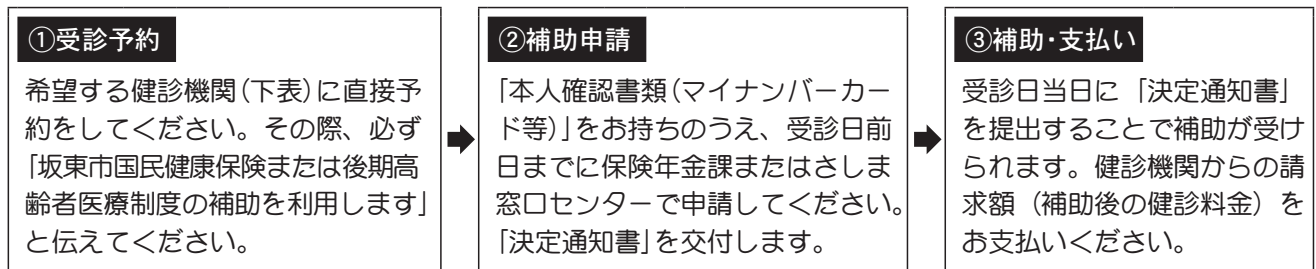 ①受診予約
希望する健診機関(下表)に直接予
約をしてください。その際、必ず
「坂東市国民健康保険または後期高
齢者医療制度の補助を利用します」
と伝えてください。
②補助申請
「本人確認書類(マイナンバーカー
ド等)」をお持ちのうえ、受診日前
日までに保険年金課またはさしま
窓口センターで申請してください。
「決定通知書」を交付します。
③補助・支払い
受診日当日に「決定通知書」
を提出することで補助が受け
られます。健診機関からの請
求額（補助後の健診料金）を
お支払いください。